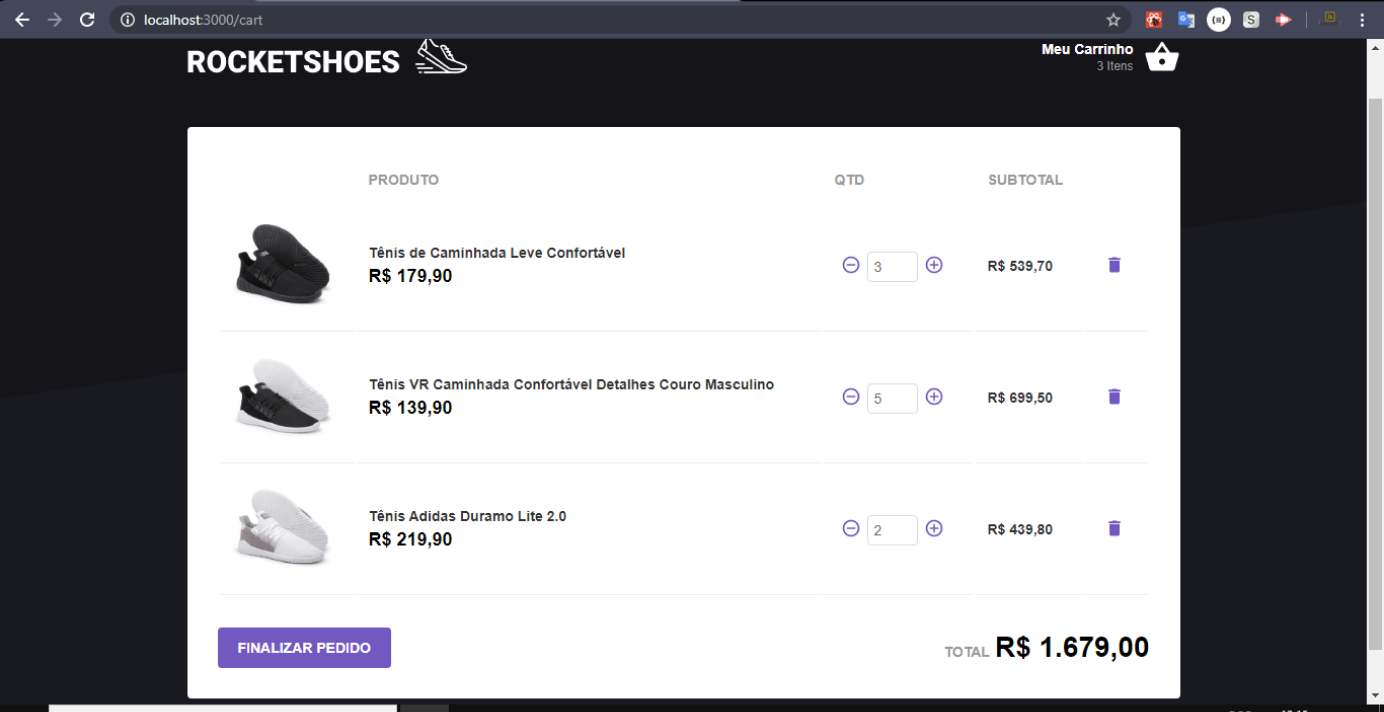 localhost:3000/cart
S
ROCKETSHOES
Meu Carrinho
3 Itens
PRODUTO QTD SUBTOTAL
Tênis de Caminhada Leve Confortável
R$ 179,90
3
R$ 539,70
Tênis VR Caminhada Confortável Detalhes Couro Masculino
R$ 139,90
5
R$ 699,50
Tênis Adidas Duramo Lite 2.0
R$ 219,90
2
R$ 439,80
FINALIZAR PEDIDO
TOTAL R$ 1.679,00